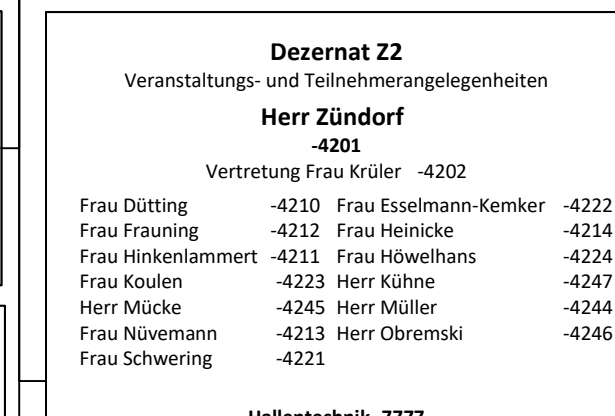 Dezernat Z2
Veranstaltungs- und Teilnehmerangelegenheiten
Herr Zündorf
-4201
Vertretung Frau Krüler -4202
Frau Dütting -4210 Frau Esselmann-Kemker -4222
Frau Frauning -4212 Frau Heinicke -4214
Frau Hinkenlammert -4211 Frau Höwelhans -4224
Frau Koulen -4223 Herr Kühne -4247
Herr Mücke -4245 Herr Müller -4244
Frau Nüvemann -4213 Herr Obremski -4246
Frau Schwering -4221
Hallentechnik -7777